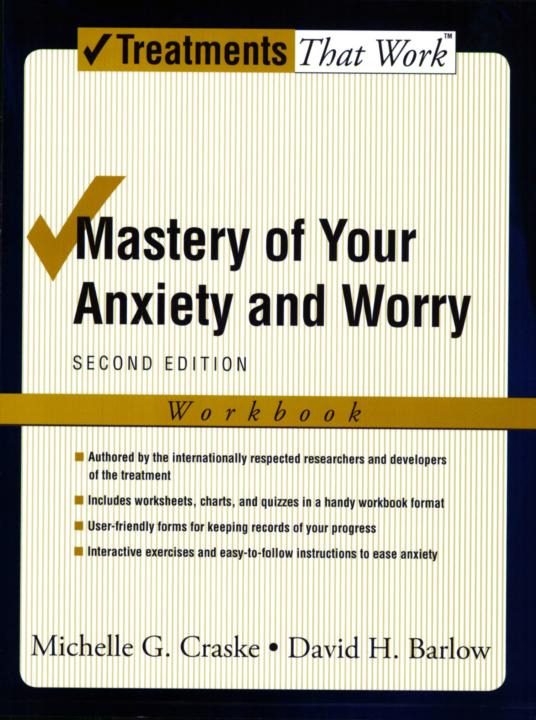 Treatments That Work™
Mastery of Your
Anxiety and Worry
SECOND EDITION
Workbook
Authored by the internationally respected researchers and developers
of the treatment
Includes worksheets, charts, and quizzes in a handy workbook format
User-friendly forms for keeping records of your progress
Interactive exercises and easy-to-follow instructions to ease anxiety
Michelle G. Craske • David H. Barlow